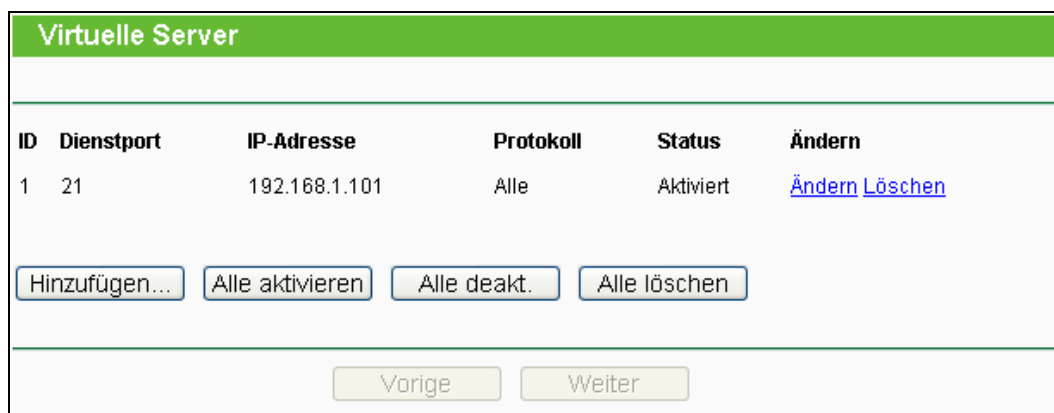 Virtuelle Server
ID Dienstport IP-Adresse Protokoll Status Ändern
1 21 192.168.1.101 Alle Aktiviert Ändern Löschen
Hinzufügen... Alle aktivieren Alle deakt. Alle löschen
Vorige Weiter